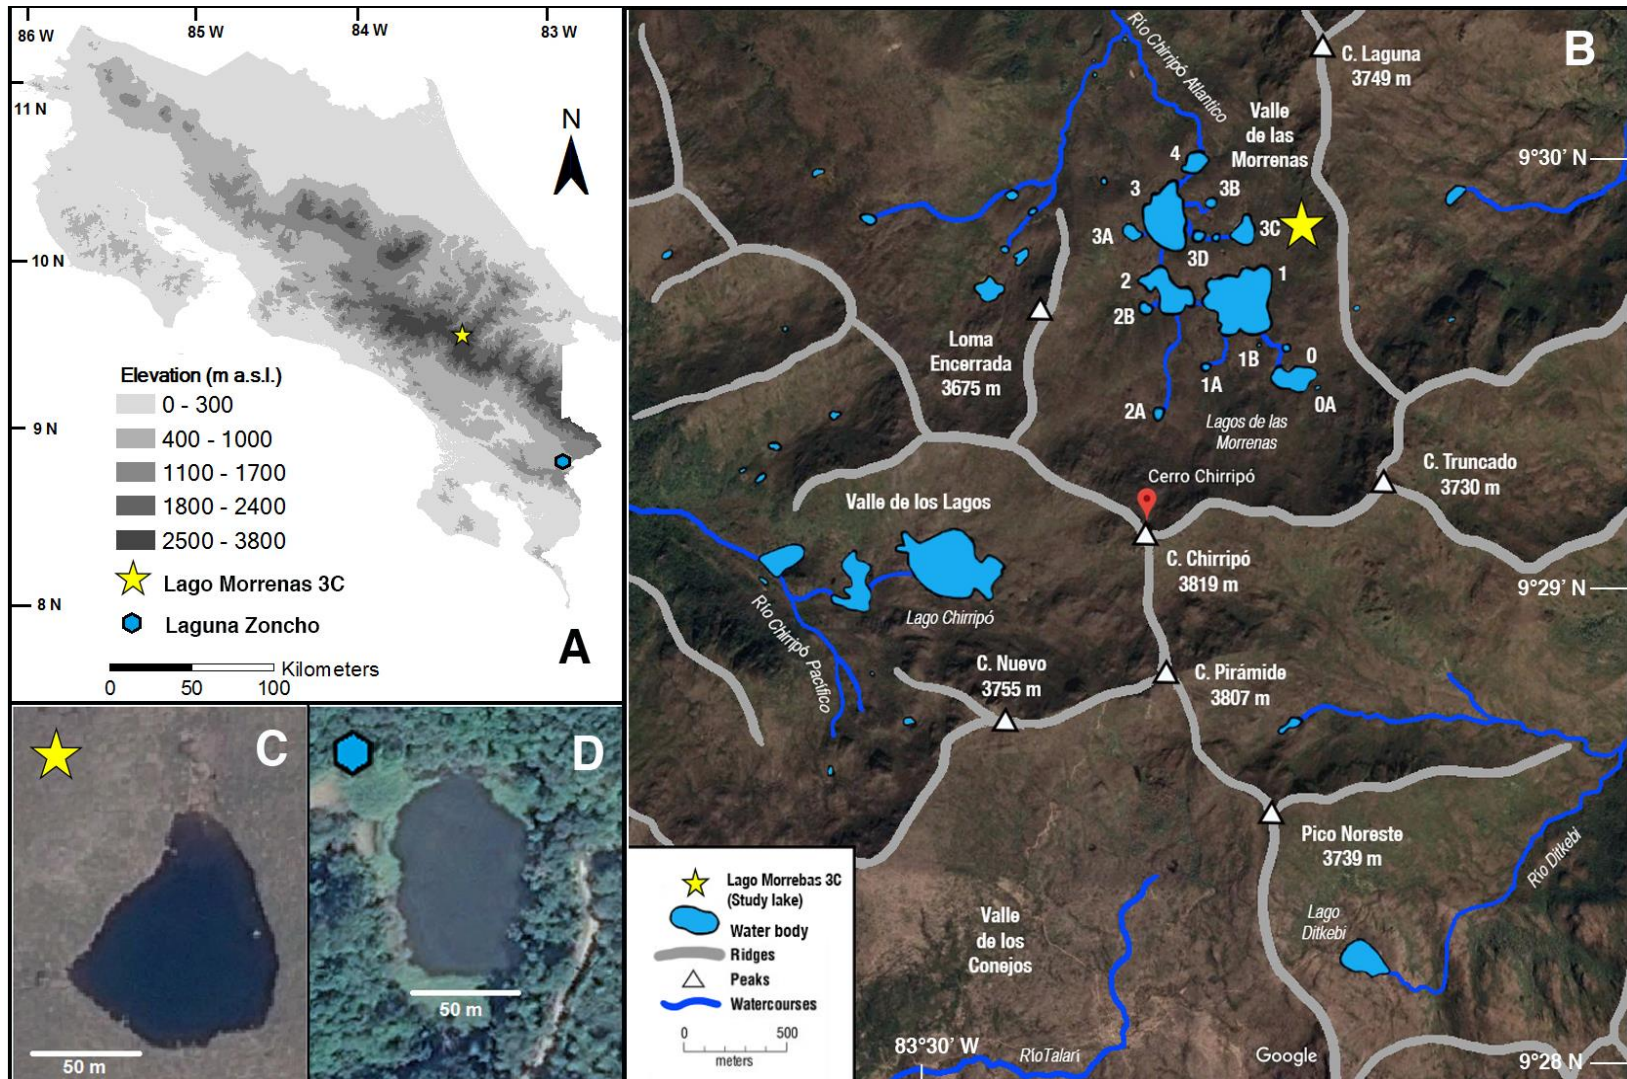 86 W
85 W
84 W
83 W
11 N
10 N
9 N
8 N
N
Elevation (m a.s.l.)
0 - 300
400 - 1000
1100 - 1700
1800 - 2400
2500 - 3800
Lago Morrenas 3C
Laguna Zoncho
Kilometers
0 50 100
A
B
Río Chirripó Atlantico
C. Laguna
3749 m
Valle
de las
Morrenas
9°30' N
4
3
3B
3A
3C
3D
2
1
2B
1B
0
1A
0A
2A
Loma
Encerrada
3675 m
Lagos de las
Morrenas
Cerro Chirripó
C. Truncado
3730 m
Valle de los Lagos
C. Chirripó
3819 m
9°29' N
Lago Chirripó
Río Chirripó Pacífico
C. Nuevo
3755 m
C. Pirámide
3807 m
Pico Noreste
3739 m
Río Ditkebi
Lago
Ditkebi
Valle
de los
Conejos
Lago Morrebas 3C
(Study lake)
Water body
Ridges
Peaks
Watercourses
0 500
meters
83°30' W
RíoTalari
Google
9°28 N
C
50 m
D
50 m